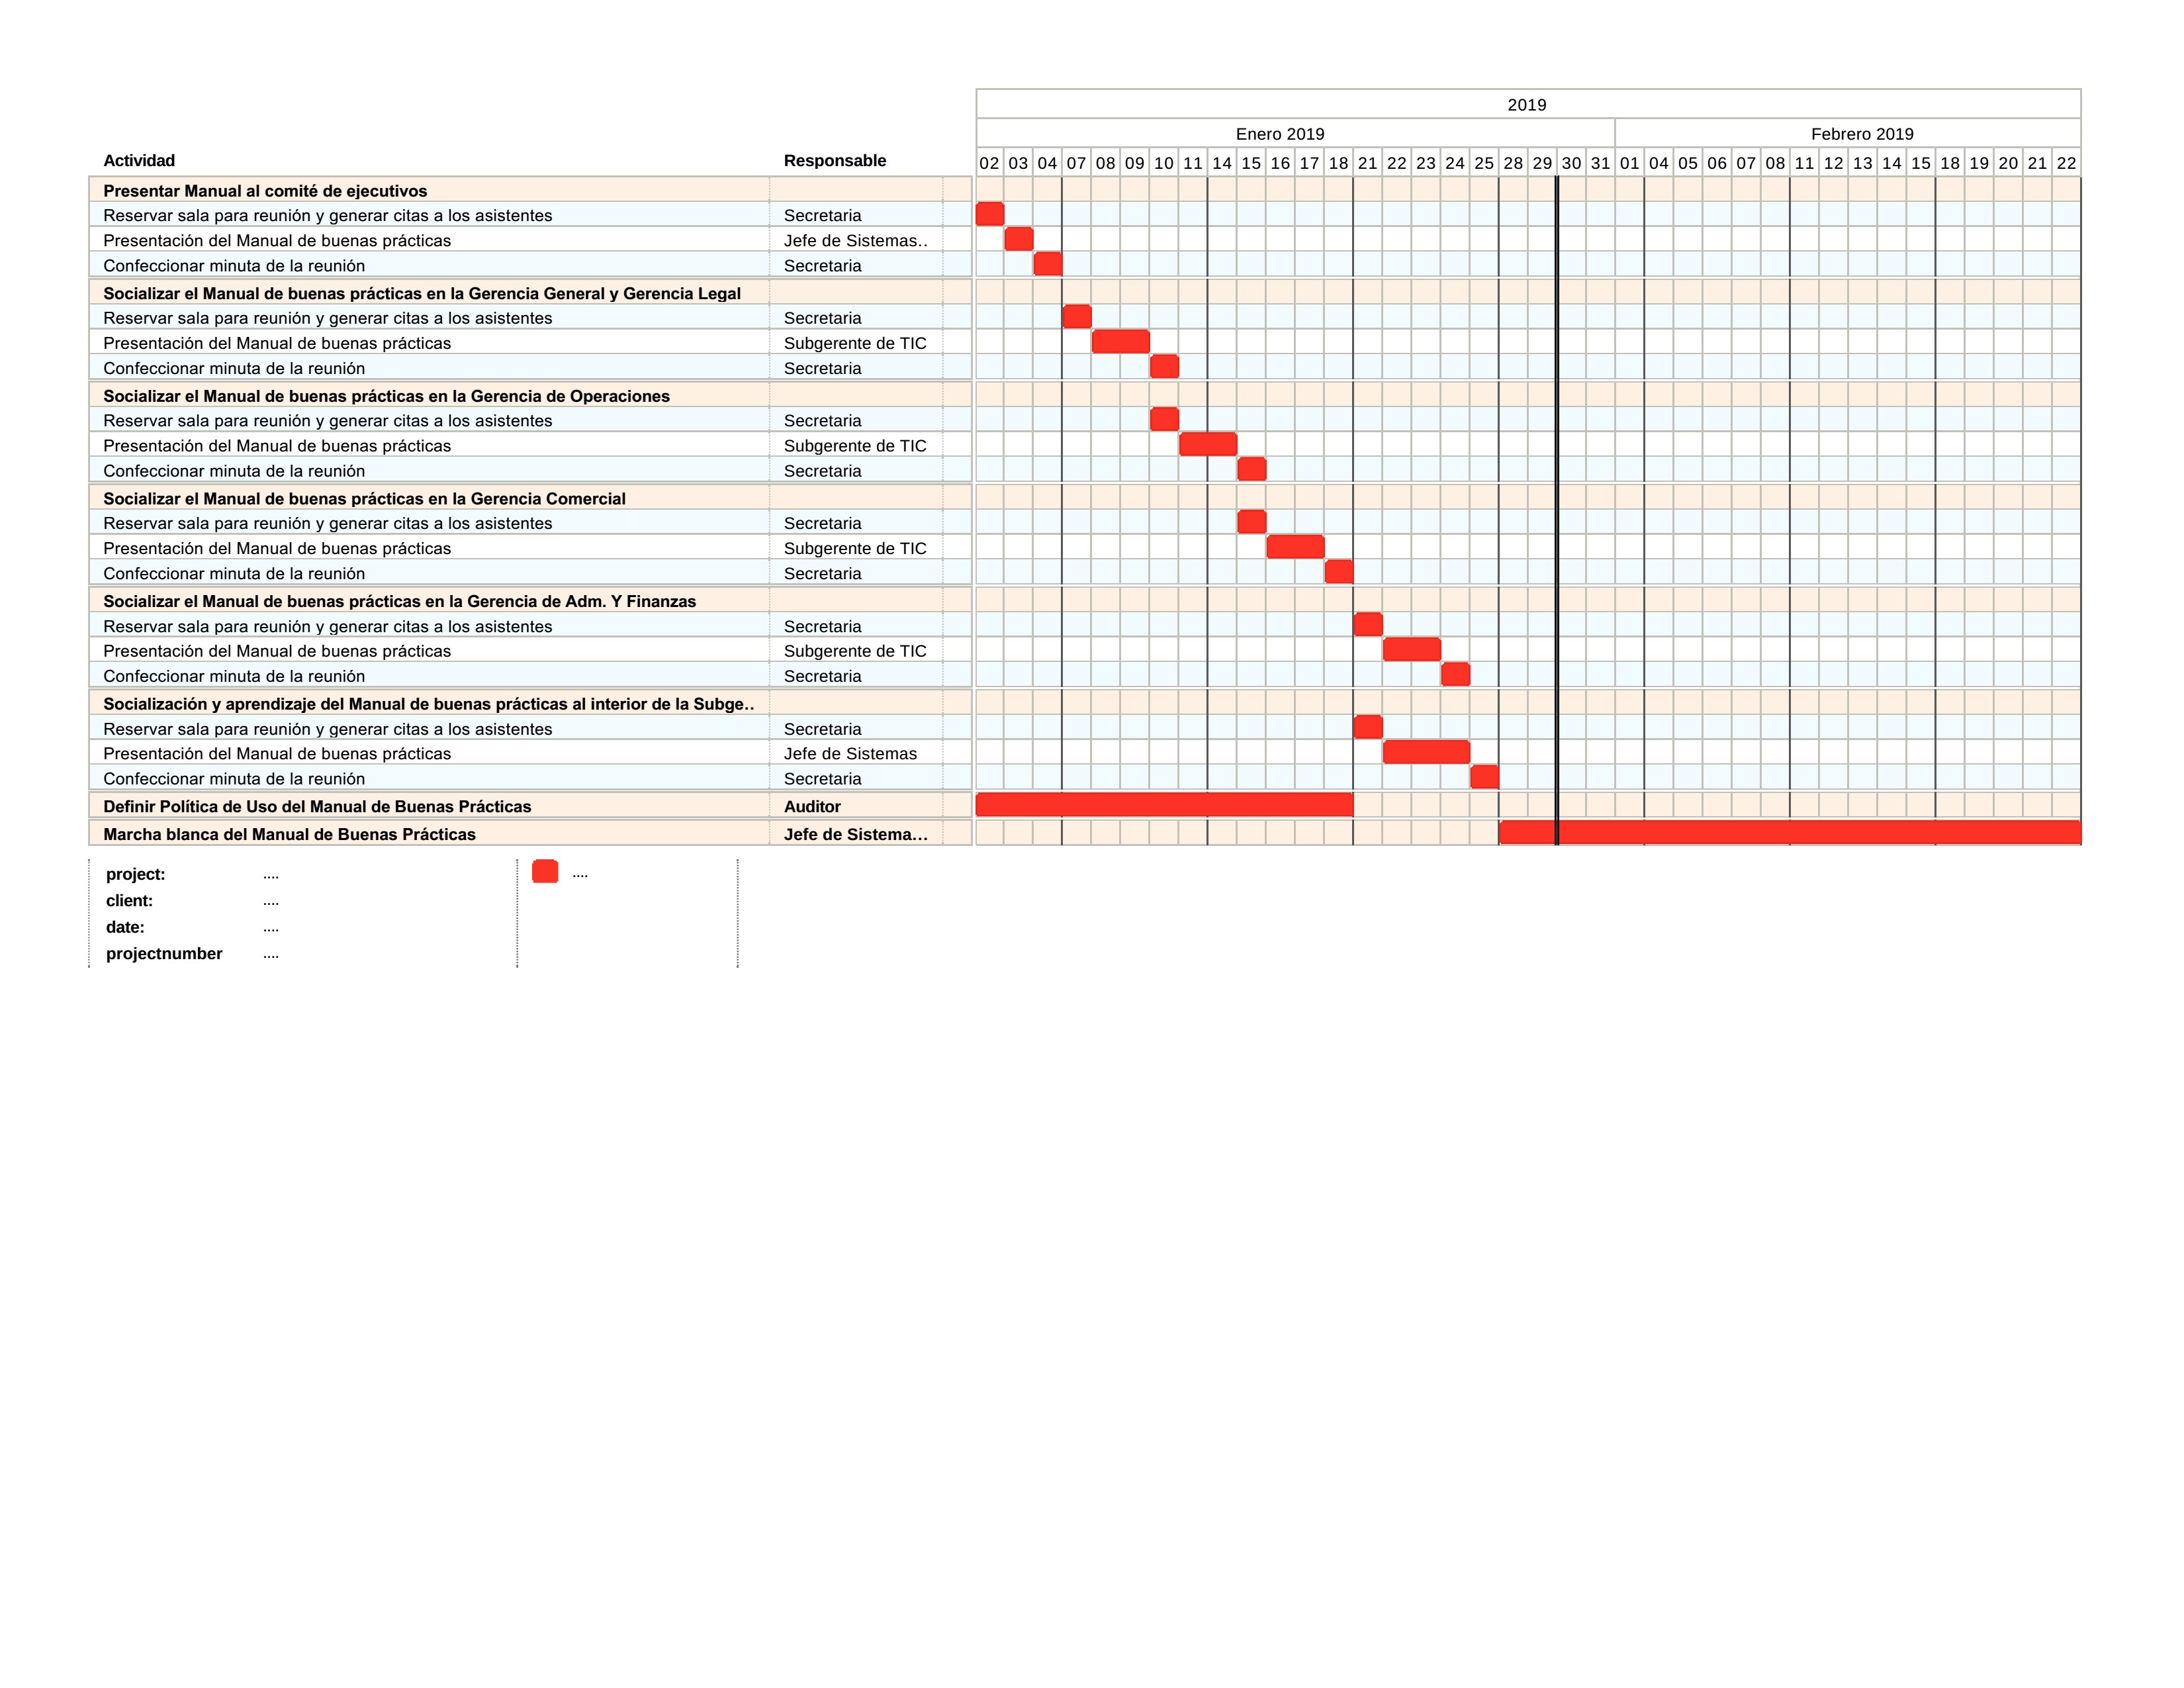 2019
Enero 2019 Febrero 2019
Actividad Responsable 02 03 04 07 08 09 10 11 14 15 16 17 18 21 22 23 24 25 28 29 30 31 01 04 05 06 07 08 11 12 13 14 15 18 19 20 21 22
Presentar Manual al comité de ejecutivos
Reservar sala para reunión y generar citas a los asistentes Secretaria
Presentación del Manual de buenas prácticas Jefe de Sistemas..
Confeccionar minuta de la reunión Secretaria
Socializar el Manual de buenas prácticas en la Gerencia General y Gerencia Legal
Reservar sala para reunión y generar citas a los asistentes Secretaria
Presentación del Manual de buenas prácticas Subgerente de TIC
Confeccionar minuta de la reunión Secretaria
Socializar el Manual de buenas prácticas en la Gerencia de Operaciones
Reservar sala para reunión y generar citas a los asistentes Secretaria
Presentación del Manual de buenas prácticas Subgerente de TIC
Confeccionar minuta de la reunión Secretaria
Socializar el Manual de buenas prácticas en la Gerencia Comercial
Reservar sala para reunión y generar citas a los asistentes Secretaria
Presentación del Manual de buenas prácticas Subgerente de TIC
Confeccionar minuta de la reunión Secretaria
Socializar el Manual de buenas prácticas en la Gerencia de Adm. Y Finanzas
Reservar sala para reunión y generar citas a los asistentes Secretaria
Presentación del Manual de buenas prácticas Subgerente de TIC
Confeccionar minuta de la reunión Secretaria
Socialización y aprendizaje del Manual de buenas prácticas al interior de la Subge..
Reservar sala para reunión y generar citas a los asistentes Secretaria
Presentación del Manual de buenas prácticas Jefe de Sistemas
Confeccionar minuta de la reunión Secretaria
Definir Política de Uso del Manual de Buenas Prácticas Auditor
Marcha blanca del Manual de Buenas Prácticas Jefe de Sistema...
project: .... ....
client: ....
date: ....
projectnumber ....